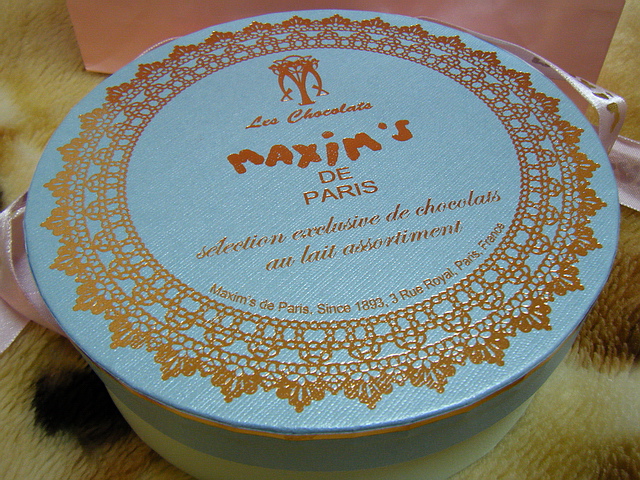 Les Chocolats
MAXiM'S
DE
PARIS
selection exclusive de chocolats
au lait assortiment
Maxim's de Paris, Since 1893, 3 Rue Royal, Paris, France